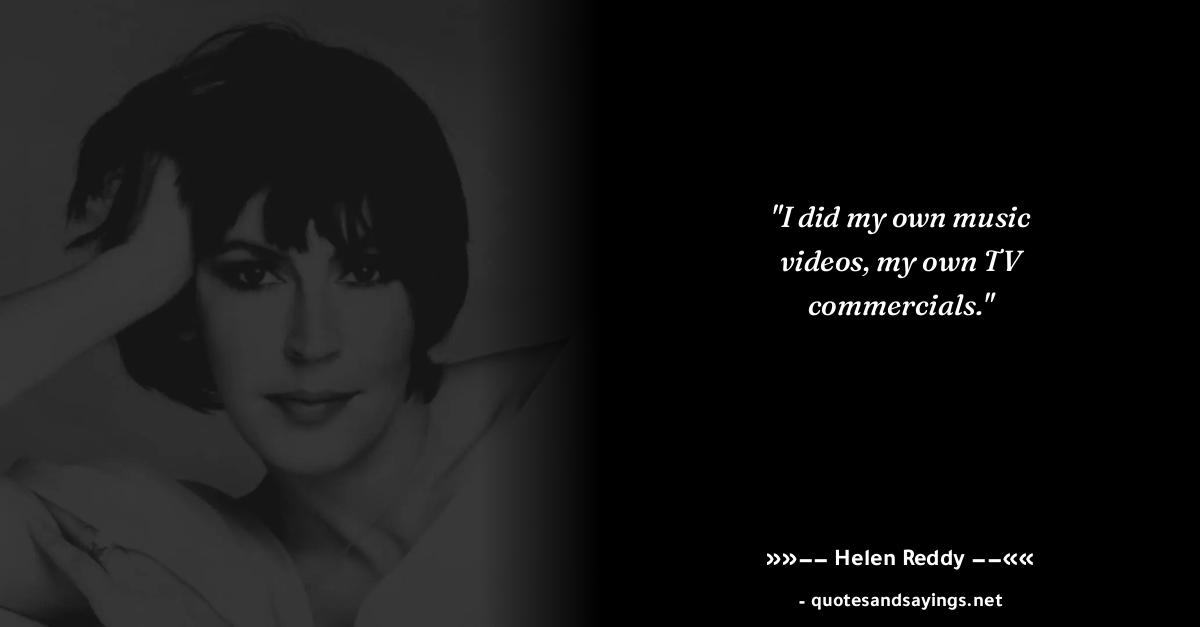 "I did my own music
videos, my own TV
commercials."
»»–– Helen Reddy ––««
- quotesandsayings.net